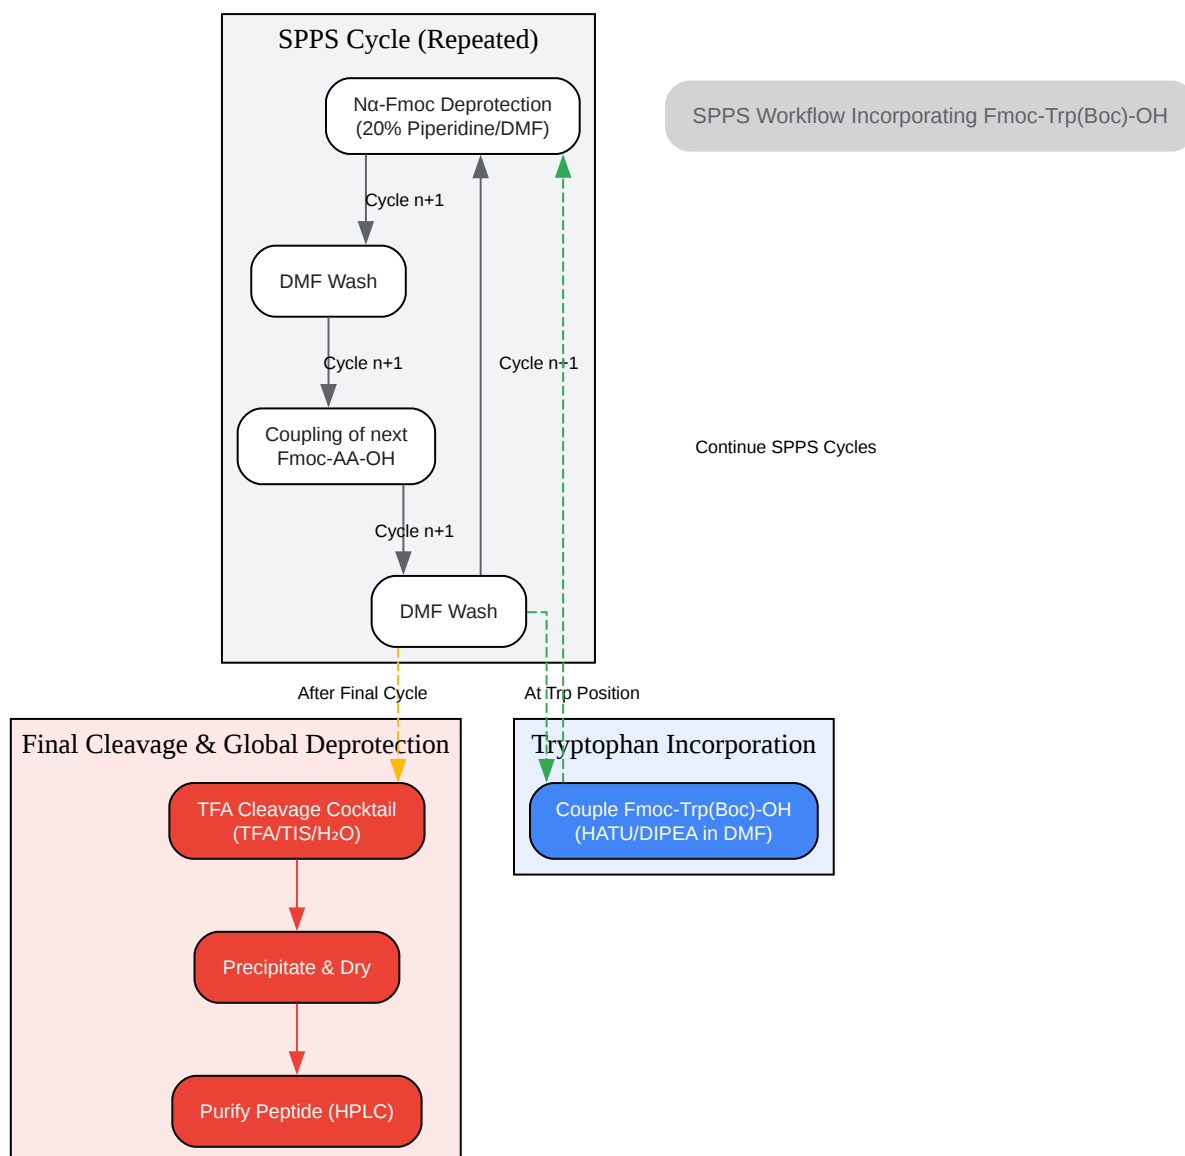 SPPS Cycle (Repeated)
Nα-Fmoc Deprotection
(20% Piperidine/DMF)
SPPS Workflow Incorporating Fmoc-Trp(Boc)-OH
Cycle n+1
DMF Wash
Cycle n+1
Cycle n+1
Coupling of next
Fmoc-AA-OH
Continue SPPS Cycles
Cycle n+1
DMF Wash
After Final Cycle
At Trp Position
Final Cleavage & Global Deprotection
Tryptophan Incorporation
TFA Cleavage Cocktail
(TFA/TIS/H₂O)
Couple Fmoc-Trp(Boc)-OH
(HATU/DIPEA in DMF)
Precipitate & Dry
Purify Peptide (HPLC)